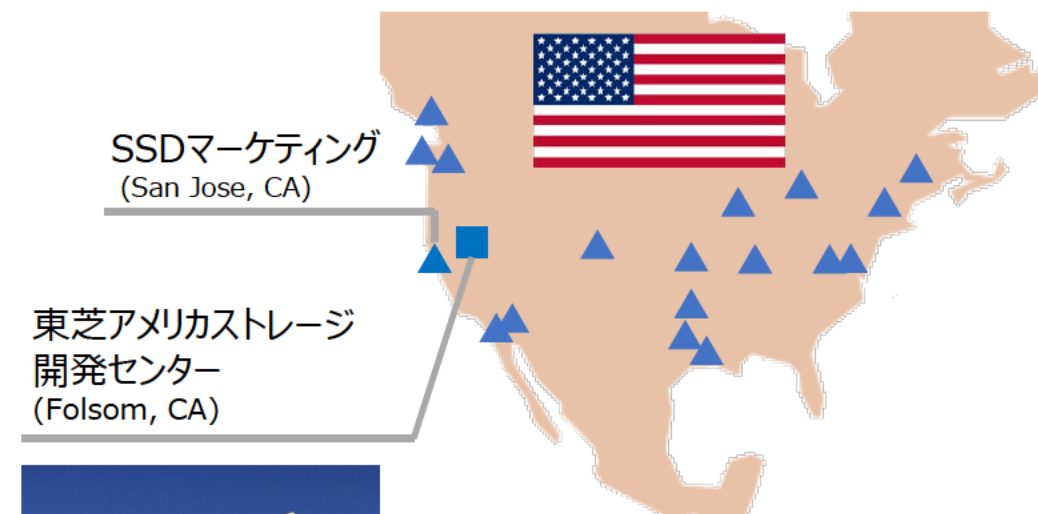 SSDマーケティング
(San Jose, CA)
東芝アメリカストレージ
開発センター
(Folsom, CA)